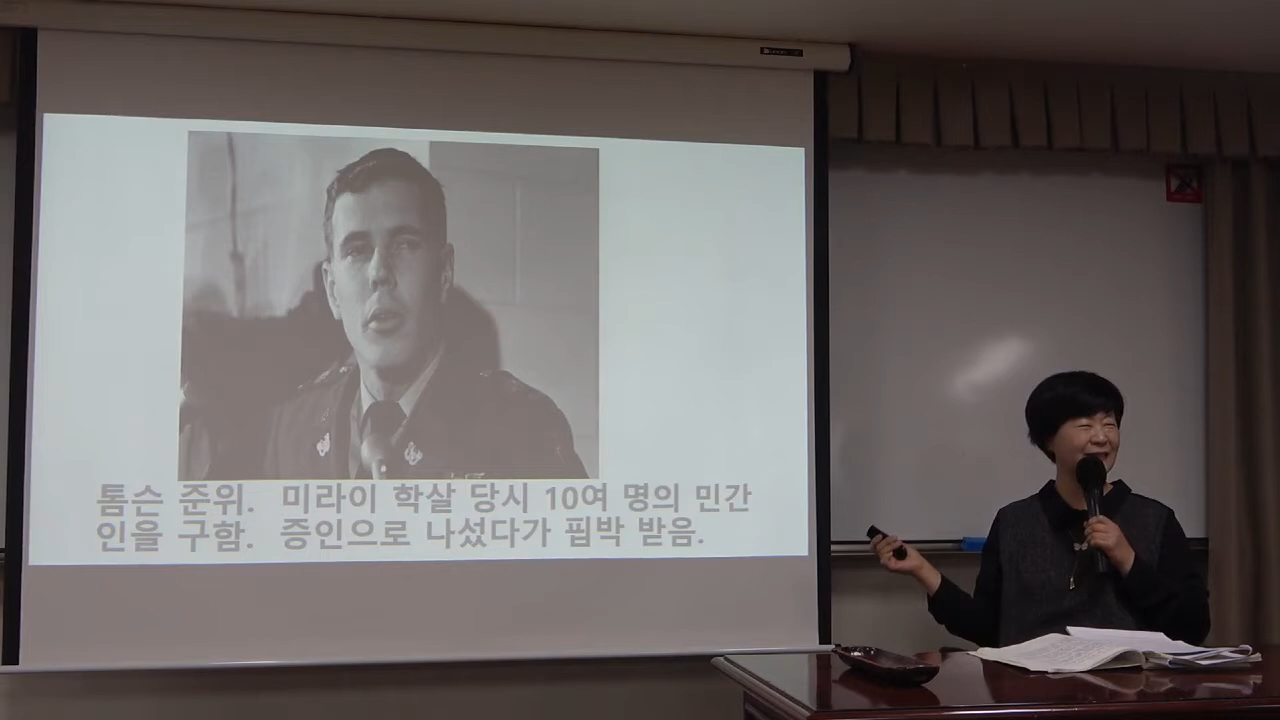 톰슨 준위. 미라이 학살 당시 10여 명의 민간
인을 구함. 증인으로 나섰다가 핍박 받음.